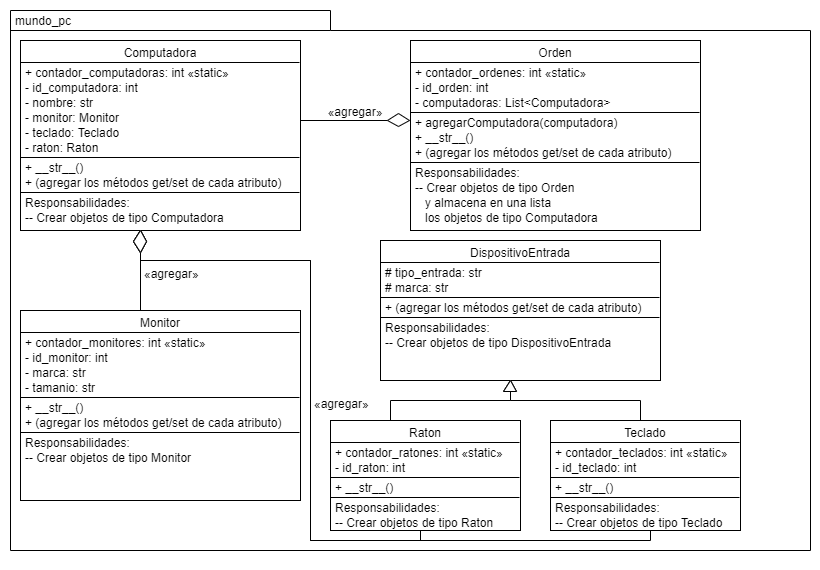 mundo_pc
Computadora
+ contador_computadoras: int «static»
- id_computadora: int
- nombre: str
- monitor: Monitor
- teclado: Teclado
- raton: Raton
+ __str__()
+ (agregar los métodos get/set de cada atributo)
Responsabilidades:
-- Crear objetos de tipo Computadora
«agregar»
Orden
+ contador_ordenes: int «static»
- id_orden: int
- computadoras: List<Computadora>
+ agregarComputadora(computadora)
+ __str__()
+ (agregar los métodos get/set de cada atributo)
Responsabilidades:
-- Crear objetos de tipo Orden
y almacena en una lista
los objetos de tipo Computadora
«agregar»
DispositivoEntrada
# tipo_entrada: str
# marca: str
+ (agregar los métodos get/set de cada atributo)
Responsabilidades:
-- Crear objetos de tipo DispositivoEntrada
Monitor
+ contador_monitores: int «static»
- id_monitor: int
- marca: str
- tamanio: str
+ __str__()
+ (agregar los métodos get/set de cada atributo)
Responsabilidades:
-- Crear objetos de tipo Monitor
«agregar»
Raton
+ contador_ratones: int «static»
- id_raton: int
+ __str__()
Responsabilidades:
-- Crear objetos de tipo Raton
Teclado
+ contador_teclados: int «static»
- id_teclado: int
+ __str__()
Responsabilidades:
-- Crear objetos de tipo Teclado